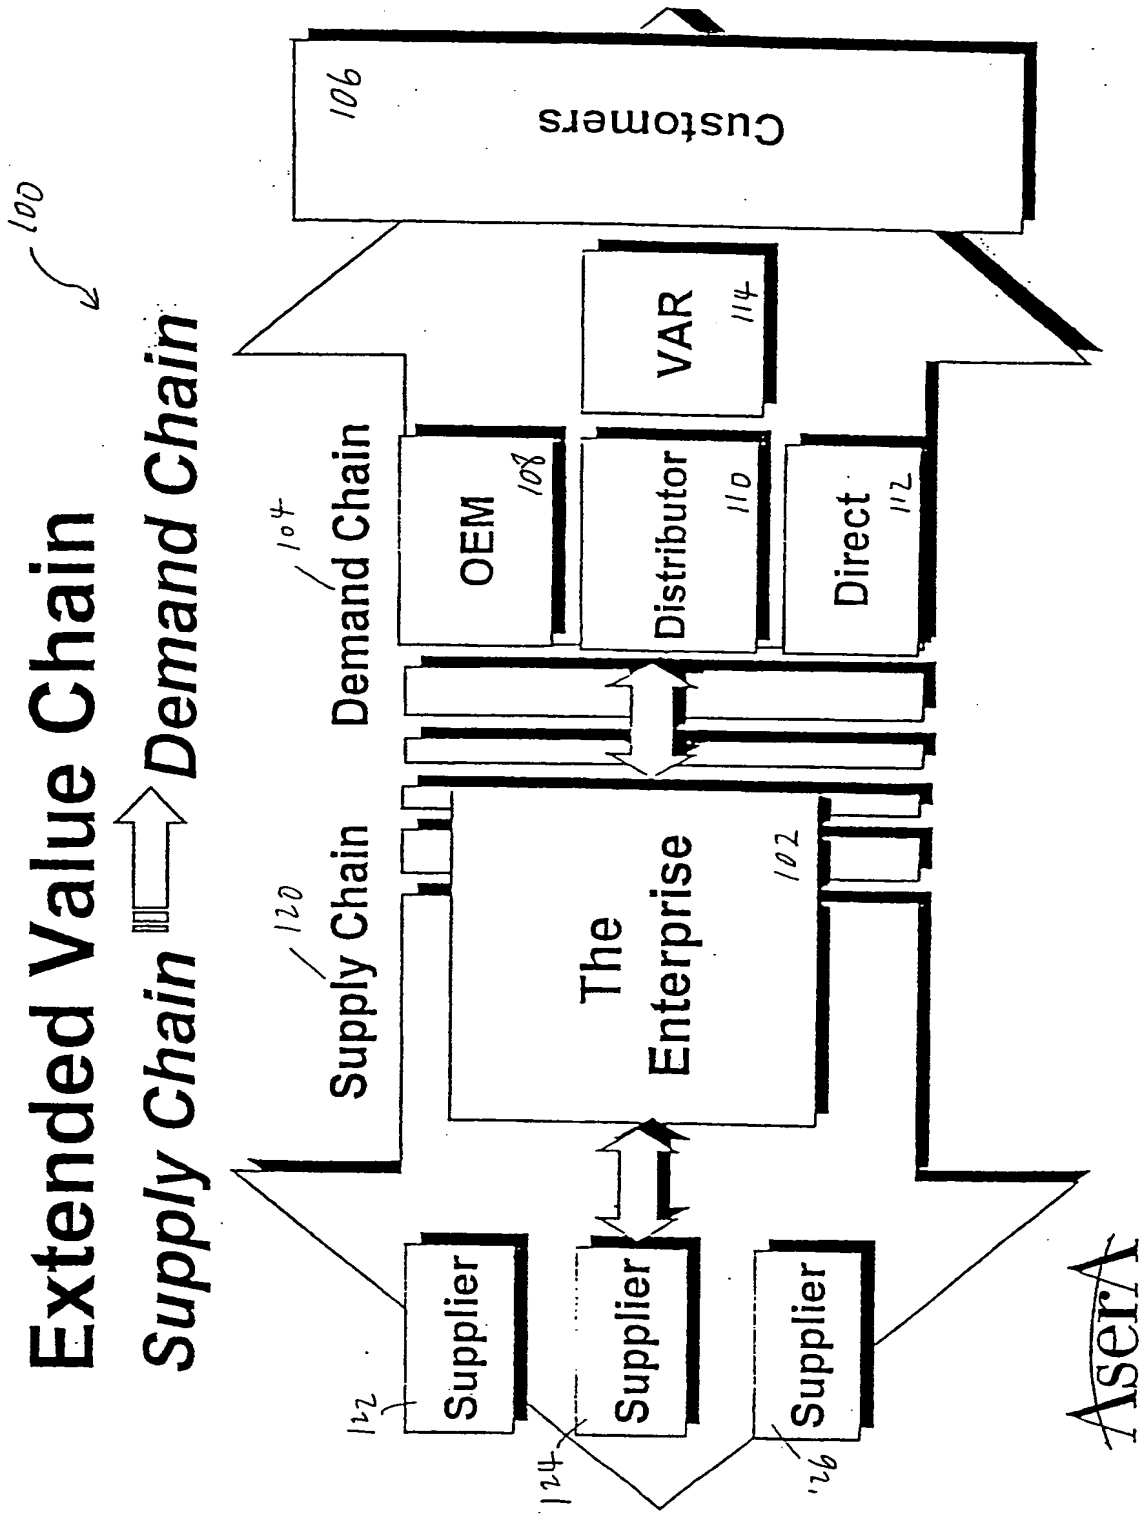 100
Extended Value Chain
Supply Chain Demand Chain
120
104
Supply Chain
Demand Chain
106
122
Supplier
124
Supplier
126
Supplier
The
Enterprise
102
OEM
108
Distributor
110
Direct
112
VAR
114
Customers
AserA